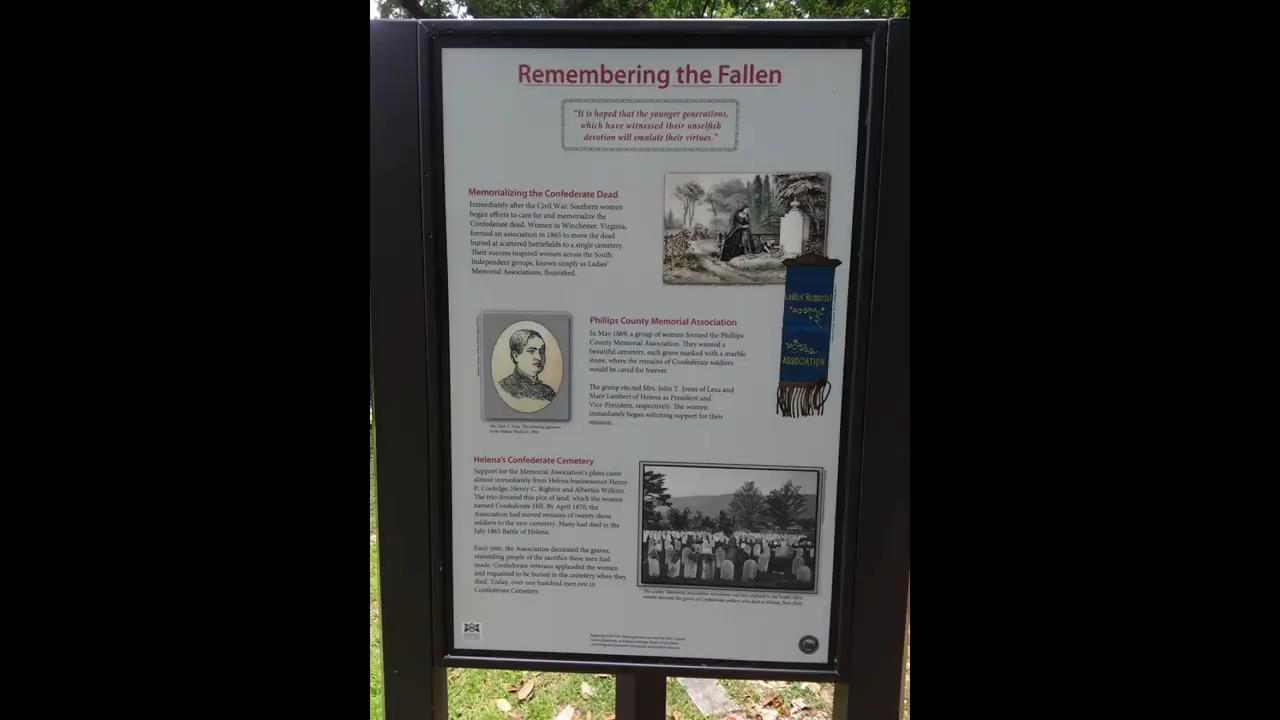 Remembering the Fallen
"It is hoped that the younger generations,
which have witnessed their unselfish
devotion will emulate their virtues."
Memorializing the Confederate Dead
Immediately after the Civil War, Southern women
began efforts to care for and memorialize the
Confederate dead. Women in Winchester, Virginia,
formed an association in 1865 to move the dead
buried at scattered battlefields to a single cemetery.
Their success inspired women across the South.
Independent groups, known simply as Ladies'
Memorial Associations, flourished.
Ladies' Memorial
ASSOCIATION
Phillips County Memorial Association
In May 1869, a group of women formed the Phillips
County Memorial Association. They wanted a
beautiful cemetery, each grave marked with a marble
stone, where the remains of Confederate soldiers
would be cared for forever.
The group elected Mrs. John T. Jones of Lexa and
Mary Lambert of Helena as President and
Vice-President, respectively. The women
immediately began soliciting support for their
mission.
Helena's Confederate Cemetery
Support for the Memorial Association's plans came
almost immediately from Helena businessmen Henry
P. Coolidge, Henry C. Rightor and Albertus Wilkins.
The trio donated this plot of land, which the women
named Confederate Hill. By April 1870, the
Association had moved remains of twenty-three
soldiers to the new cemetery. Many had died in the
July 1863 Battle of Helena.
Each year, the Association decorated the graves,
reminding people of the sacrifice these men had
made. Confederate veterans applauded the women
and requested to be buried in the cemetery when they
died. Today, over one hundred men rest in
Confederate Cemetery.